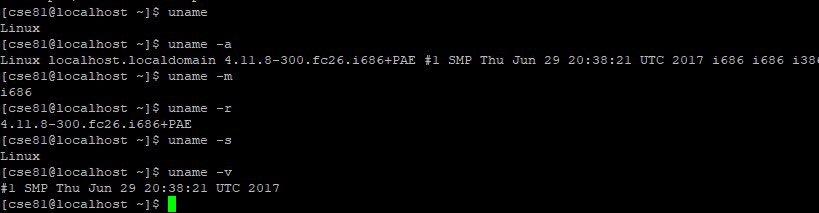 [cse81@localhost ~]$ uname
Linux
[cse81@localhost ~]$ uname -a
Linux localhost.localdomain 4.11.8-300.fc26.i686+PAE #1 SMP Thu Jun 29 20:38:21 UTC 2017 i686 i686 i386
[cse81@localhost ~]$ uname -m
i686
[cse81@localhost ~]$ uname -r
4.11.8-300.fc26.i686+PAE
[cse81@localhost ~]$ uname -s
Linux
[cse81@localhost ~]$ uname -v
#1 SMP Thu Jun 29 20:38:21 UTC 2017
[cse81@localhost ~]$